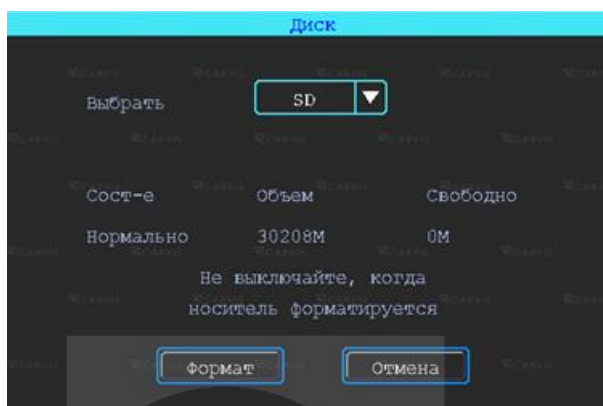 Диск
Выбрать SD
Сост-е Объем Свободно
Нормально 30208M 0M
Не выключайте, когда
носитель форматируется
Формат Отмена